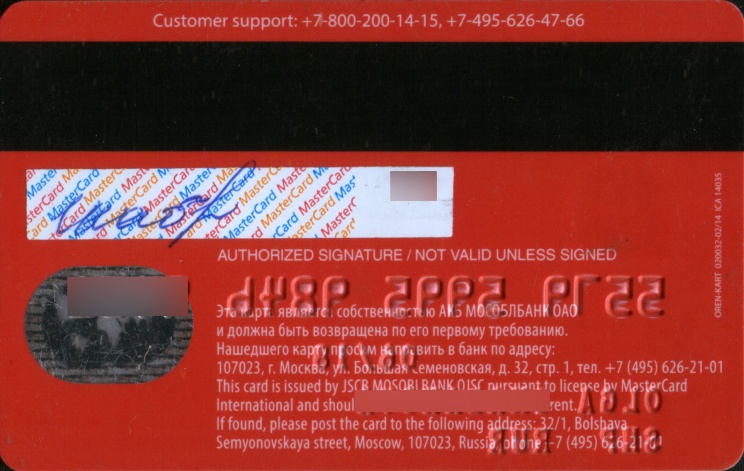 Customer support: +7-800-200-14-15, +7-495-626-47-66
AUTHORIZED SIGNATURE / NOT VALID UNLESS SIGNED
Эта карта является собственностью АКБ МОСОБЛБАНК ОАО
и должна быть возвращена по его первому требованию.
Нашедшего карту отправить в банк по адресу:
107023, г. Москва, ул. Большая Семеновская, д. 32, стр. 1, тел. +7 (495) 626-21-01
This card is issued by JSCB MOSOBLBANK OJSC pursuant to license by MasterCard
International and
If found, please post the card to the following address: 32/1, Bolshaya
Semyonovskaya street, Moscow, 107023, Russia, phone +7 (495) 626-21-01
OREN-KART 020032-02/14 ICA 14035